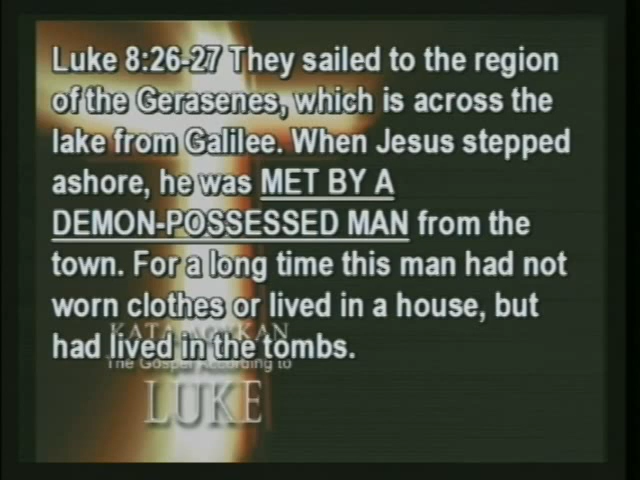 Luke 8:26-27 They sailed to the region
of the Gerasenes, which is across the
lake from Galilee. When Jesus stepped
ashore, he was MET BY A
DEMON-POSSESSED MAN from the
town. For a long time this man had not
worn clothes or lived in a house, but
had lived in the tombs.
The Gospel According to
LUKE